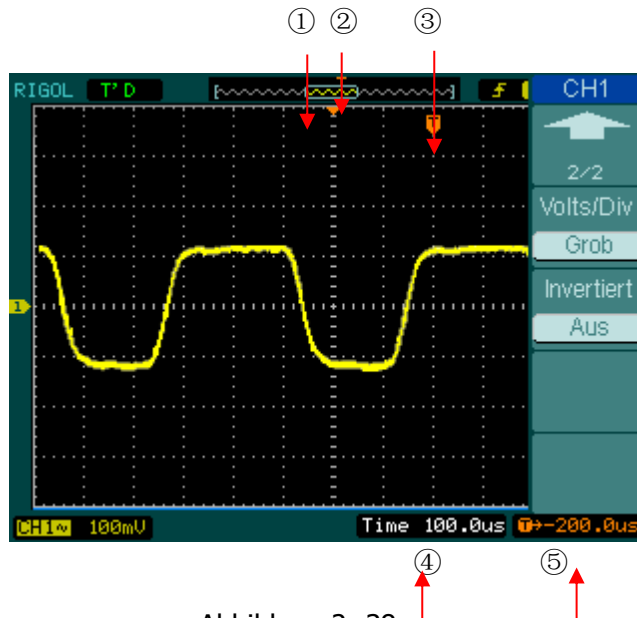 ① ② ③
RIGOL T'D CH1
T
2/2
Volts/Div
Grob
Invertiert
1
Aus
CH1~ 100mV Time 100.0us T→-200.0us
④ ⑤